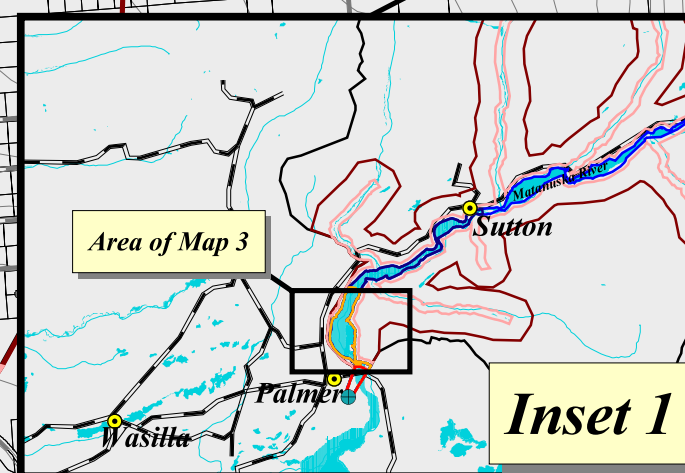 Matanuska River
Sutton
Area of Map 3
Palmer
Wasilla
Inset 1